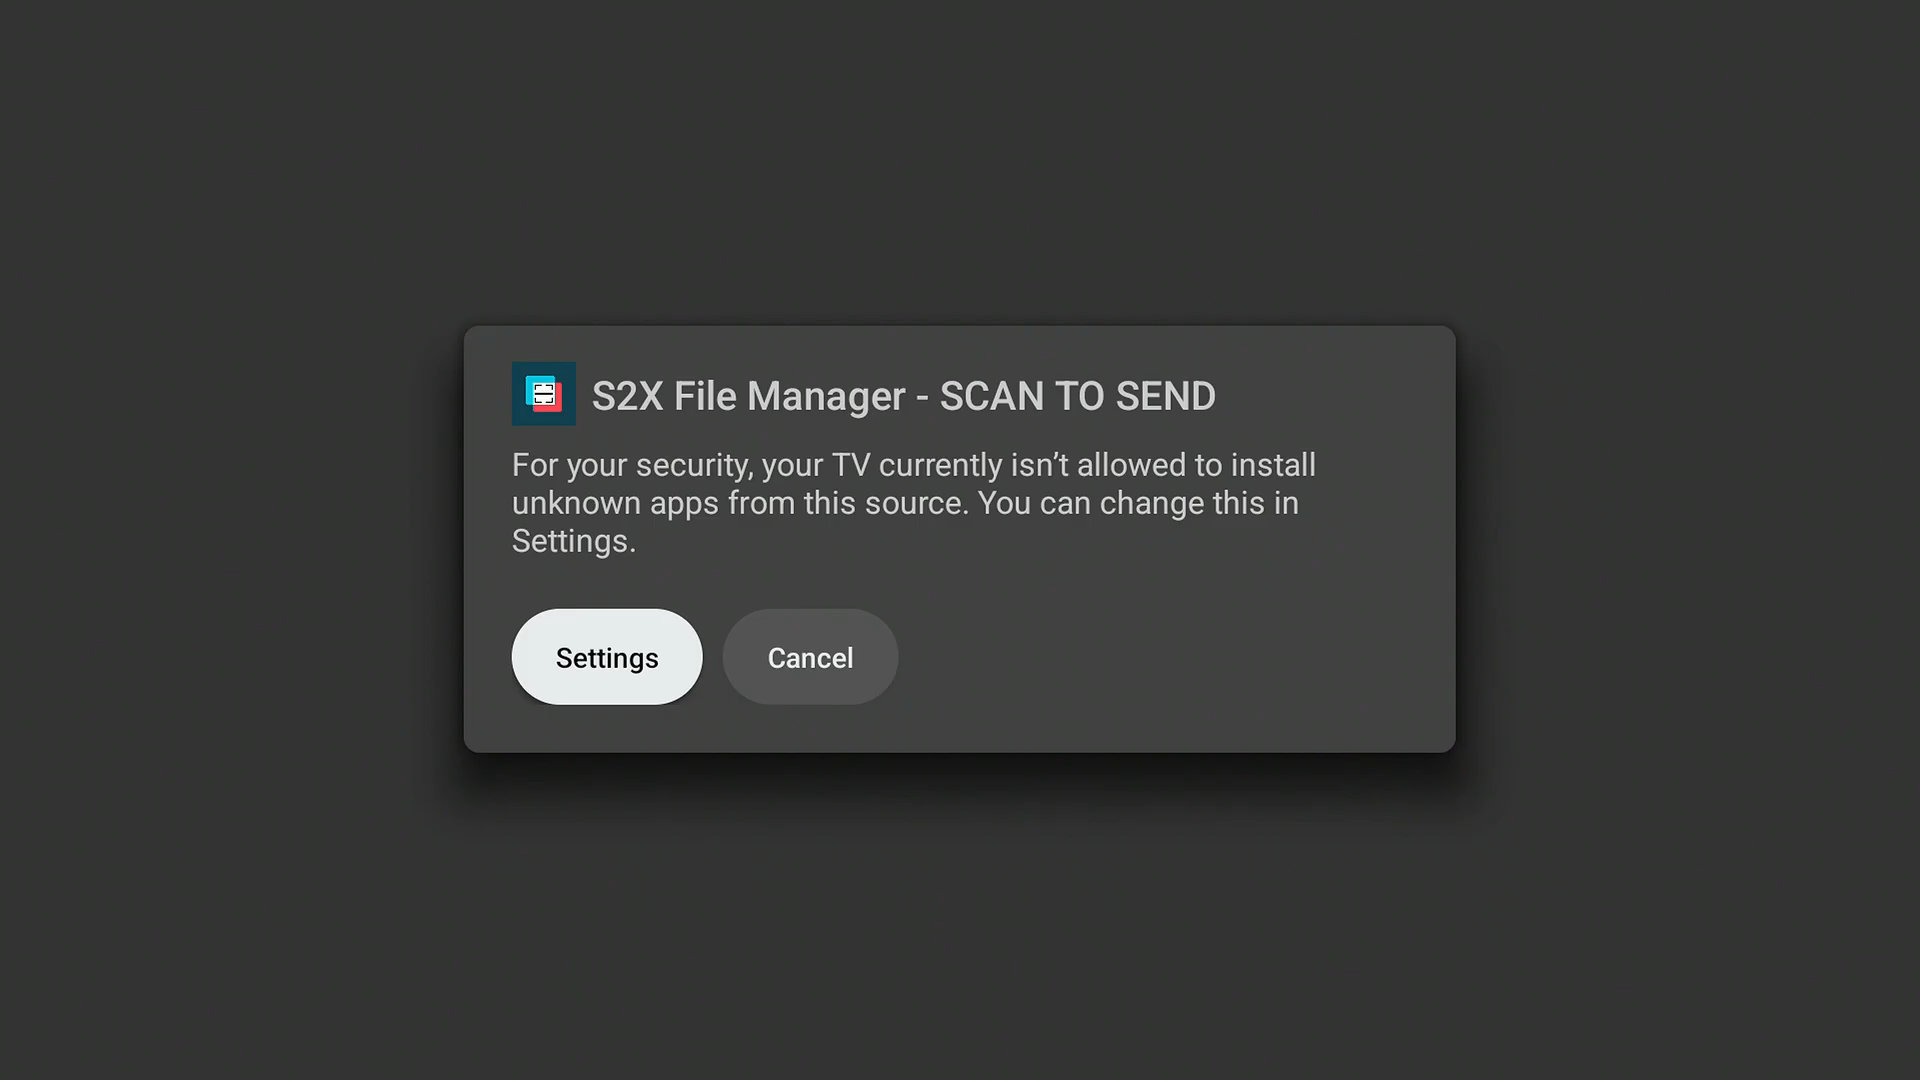 S2X File Manager - SCAN TO SEND
For your security, your TV currently isn’t allowed to install
unknown apps from this source. You can change this in
Settings.
Settings
Cancel